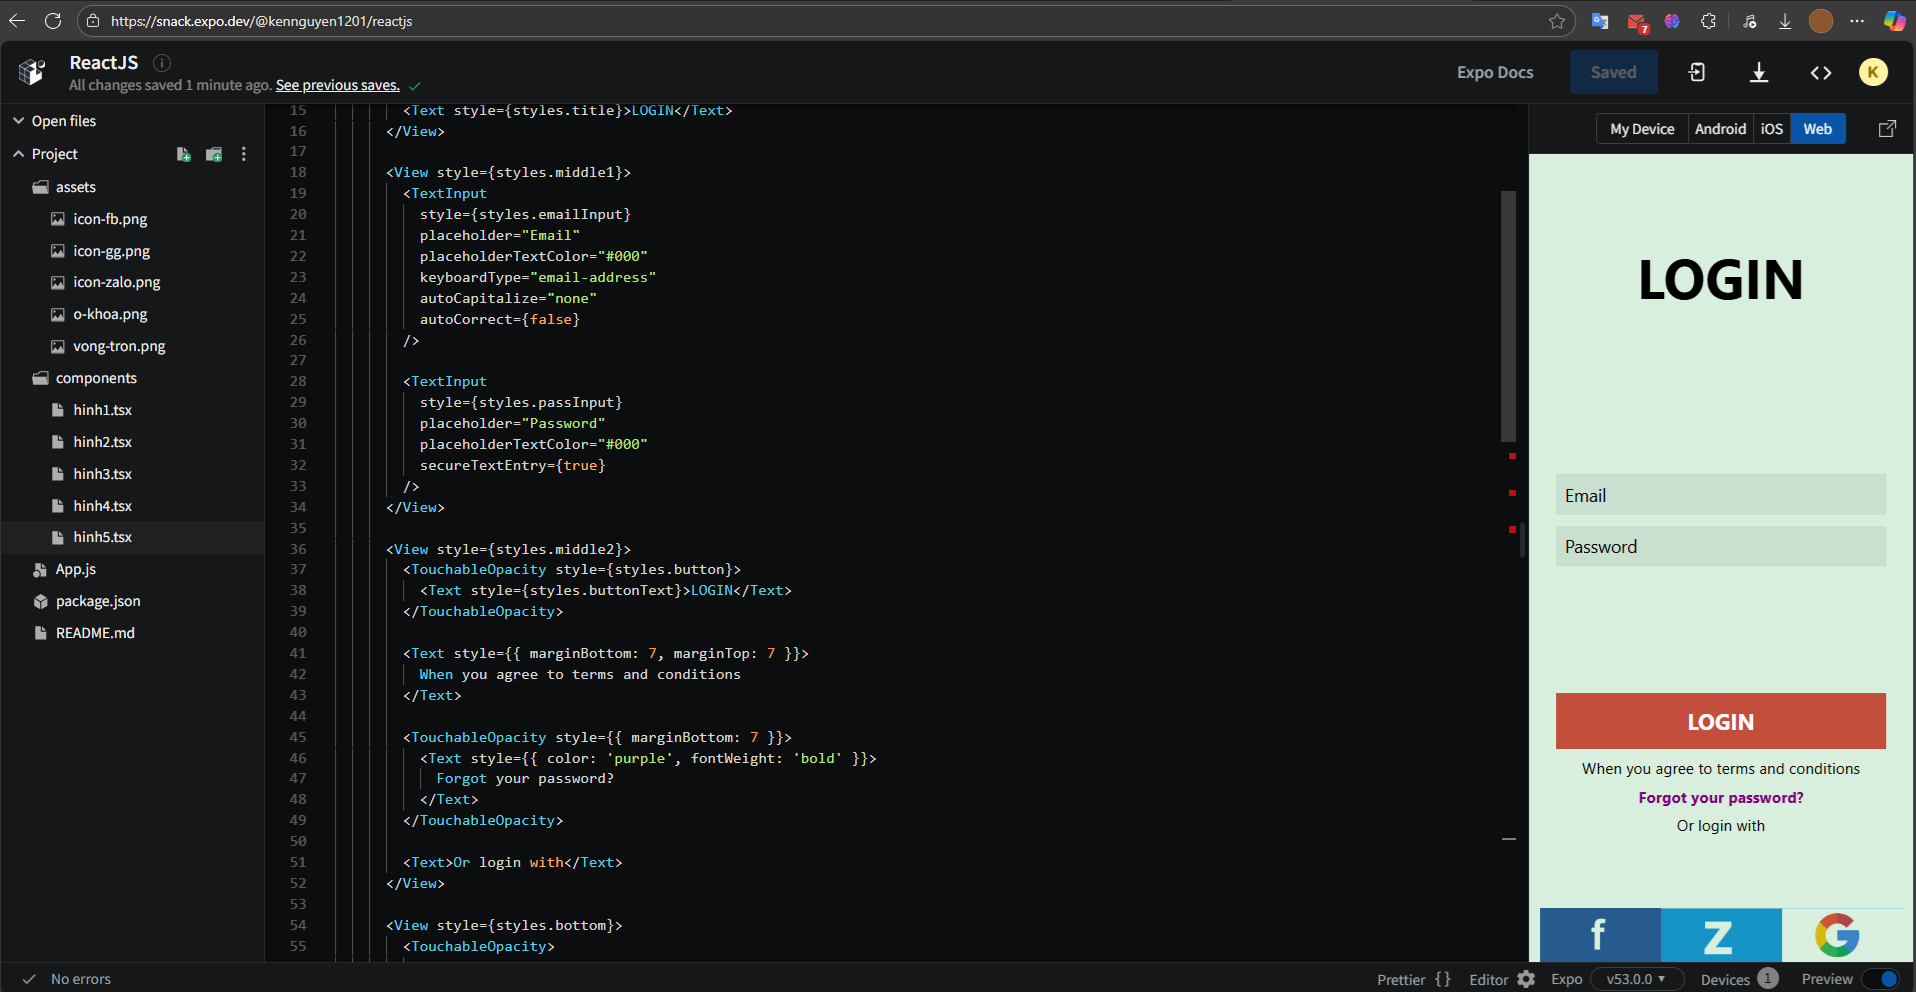 https://snack.expo.dev/@kennguyen1201/reactjs
7
ReactJS
All changes saved 1 minute ago. See previous saves.
Expo Docs
Saved
K
Open files
Project
assets
icon-fb.png
icon-gg.png
icon-zalo.png
o-khoa.png
vong-tron.png
components
hinh1.tsx
hinh2.tsx
hinh3.tsx
hinh4.tsx
hinh5.tsx
App.js
package.json
README.md
15 <Text style={styles.title}>LOGIN</Text>
16 </View>
17
18 <View style={styles.middle1}>
19 <TextInput
20 style={styles.emailInput}
21 placeholder="Email"
22 placeholderTextColor="#000"
23 keyboardType="email-address"
24 autoCapitalize="none"
25 autoCorrect={false}
26 />
27
28 <TextInput
29 style={styles.passInput}
30 placeholder="Password"
31 placeholderTextColor="#000"
32 secureTextEntry={true}
33 />
34 </View>
35
36 <View style={styles.middle2}>
37 <TouchableOpacity style={styles.button}>
38 <Text style={styles.buttonText}>LOGIN</Text>
39 </TouchableOpacity>
40
41 <Text style={{ marginBottom: 7, marginTop: 7 }}>
42 When you agree to terms and conditions
43 </Text>
44
45 <TouchableOpacity style={{ marginBottom: 7 }}>
46 <Text style={{ color: 'purple', fontWeight: 'bold' }}>
47 Forgot your password?
48 </Text>
49 </TouchableOpacity>
50
51 <Text>Or login with</Text>
52 </View>
53
54 <View style={styles.bottom}>
55 <TouchableOpacity>
My Device Android iOS Web
LOGIN
Email
Password
LOGIN
When you agree to terms and conditions
Forgot your password?
Or login with
f Z G
No errors
Prettier {} Editor Expo v53.0.0 Devices 1 Preview